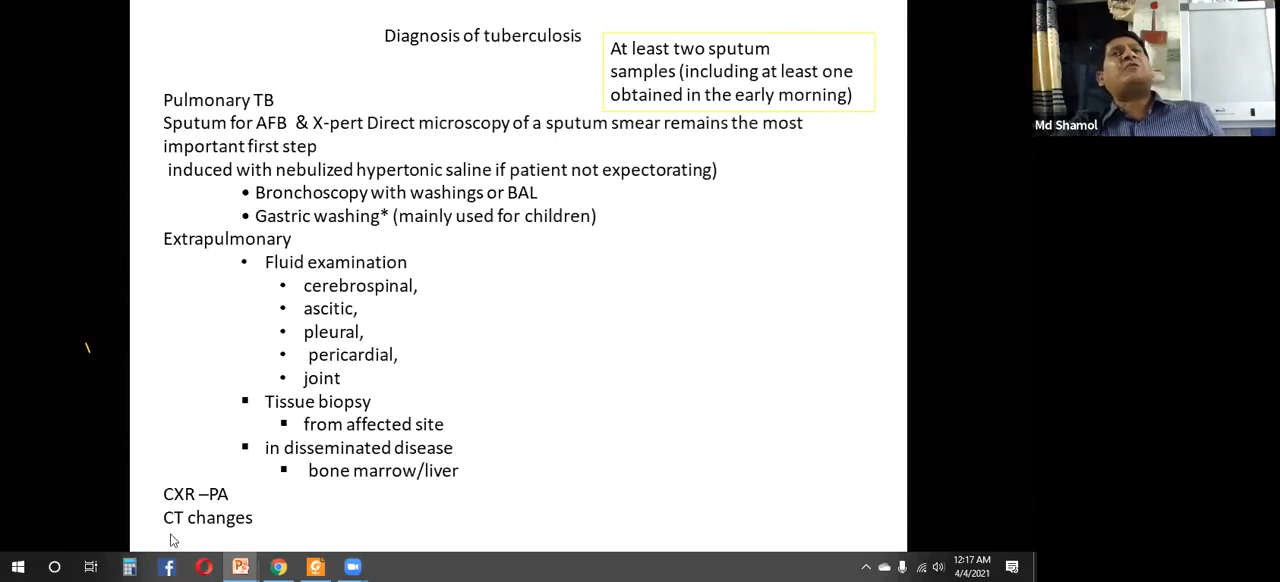 Diagnosis of tuberculosis
At least two sputum
samples (including at least one
obtained in the early morning)
Pulmonary TB
Sputum for AFB & X-pert Direct microscopy of a sputum smear remains the most
important first step
induced with nebulized hypertonic saline if patient not expectorating)
• Bronchoscopy with washings or BAL
• Gastric washing* (mainly used for children)
Extrapulmonary
• Fluid examination
• cerebrospinal,
• ascitic,
• pleural,
• pericardial,
• joint
▪ Tissue biopsy
▪ from affected site
▪ in disseminated disease
▪ bone marrow/liver
CXR –PA
CT changes
Md Shamol
12:17 AM
4/4/2021